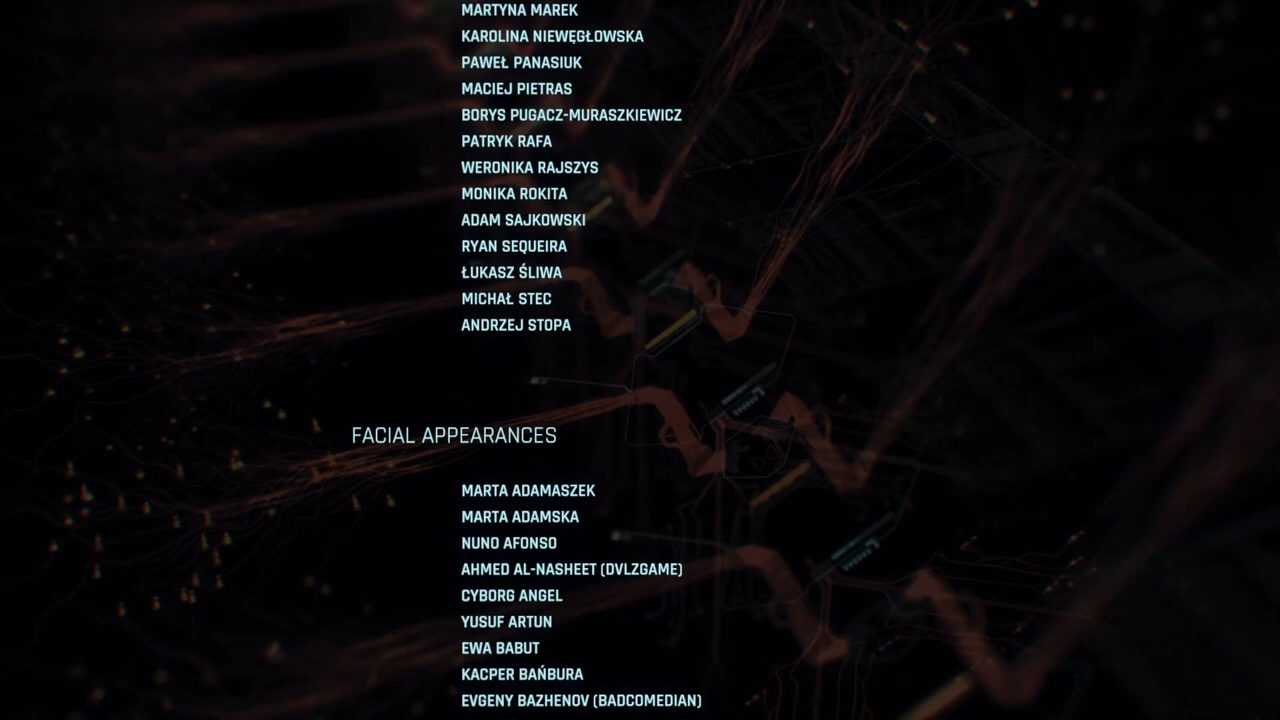 MARTYNA MAREK
KAROLINA NIEWĘGŁOWSKA
PAWEŁ PANASIUK
MACIEJ PIETRAS
BORYS PUGACZ-MURASZKIEWICZ
PATRYK RAFA
WERONIKA RAJSZYS
MONIKA ROKITA
ADAM SAJKOWSKI
RYAN SEQUEIRA
ŁUKASZ ŚLIWA
MICHAŁ STEC
ANDRZEJ STOPA
FACIAL APPEARANCES
MARTA ADAMASZEK
MARTA ADAMSKA
NUNO AFONSO
AHMED AL-NASHEET (DVLZGAME)
CYBORG ANGEL
YUSUF ARTUN
EWA BABUT
KACPER BAŃBURA
EVGENY BAZHENOV (BADCOMEDIAN)